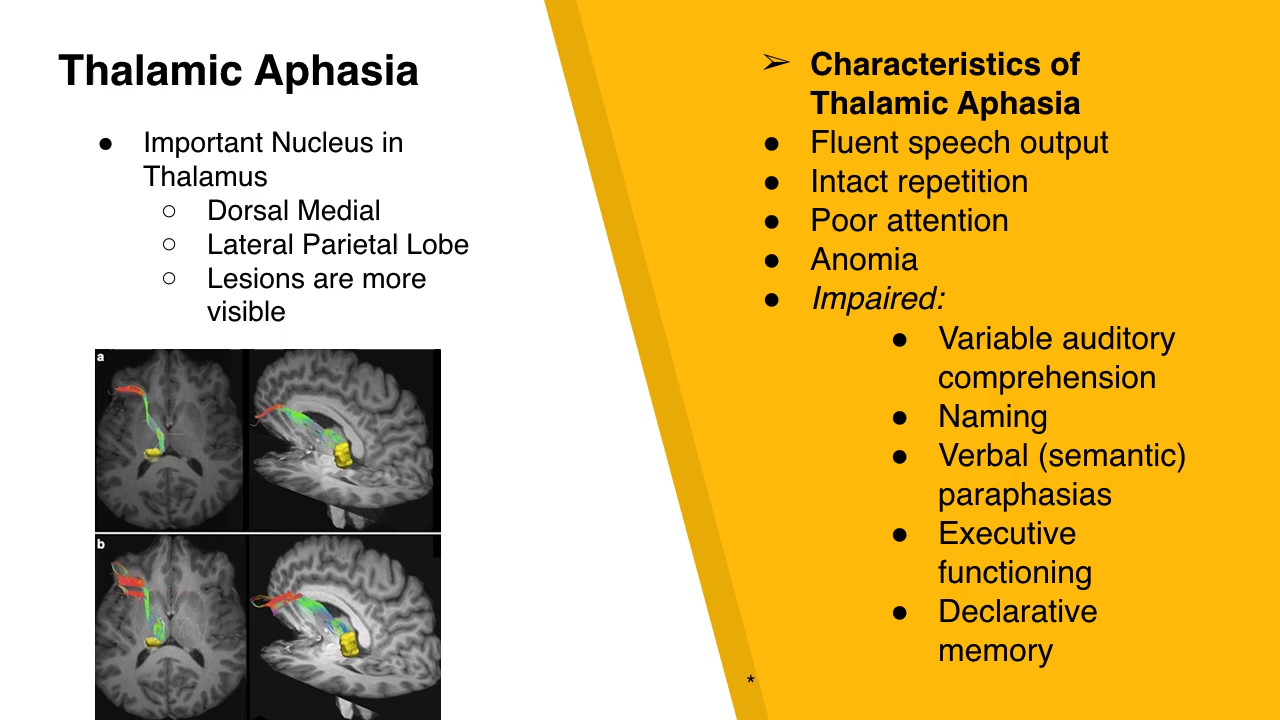 Thalamic Aphasia
● Important Nucleus in
Thalamus
○ Dorsal Medial
○ Lateral Parietal Lobe
○ Lesions are more
visible
a
b
➢ Characteristics of
Thalamic Aphasia
● Fluent speech output
● Intact repetition
● Poor attention
● Anomia
● Impaired:
● Variable auditory
comprehension
● Naming
● Verbal (semantic)
paraphasias
● Executive
functioning
● Declarative
memory
*